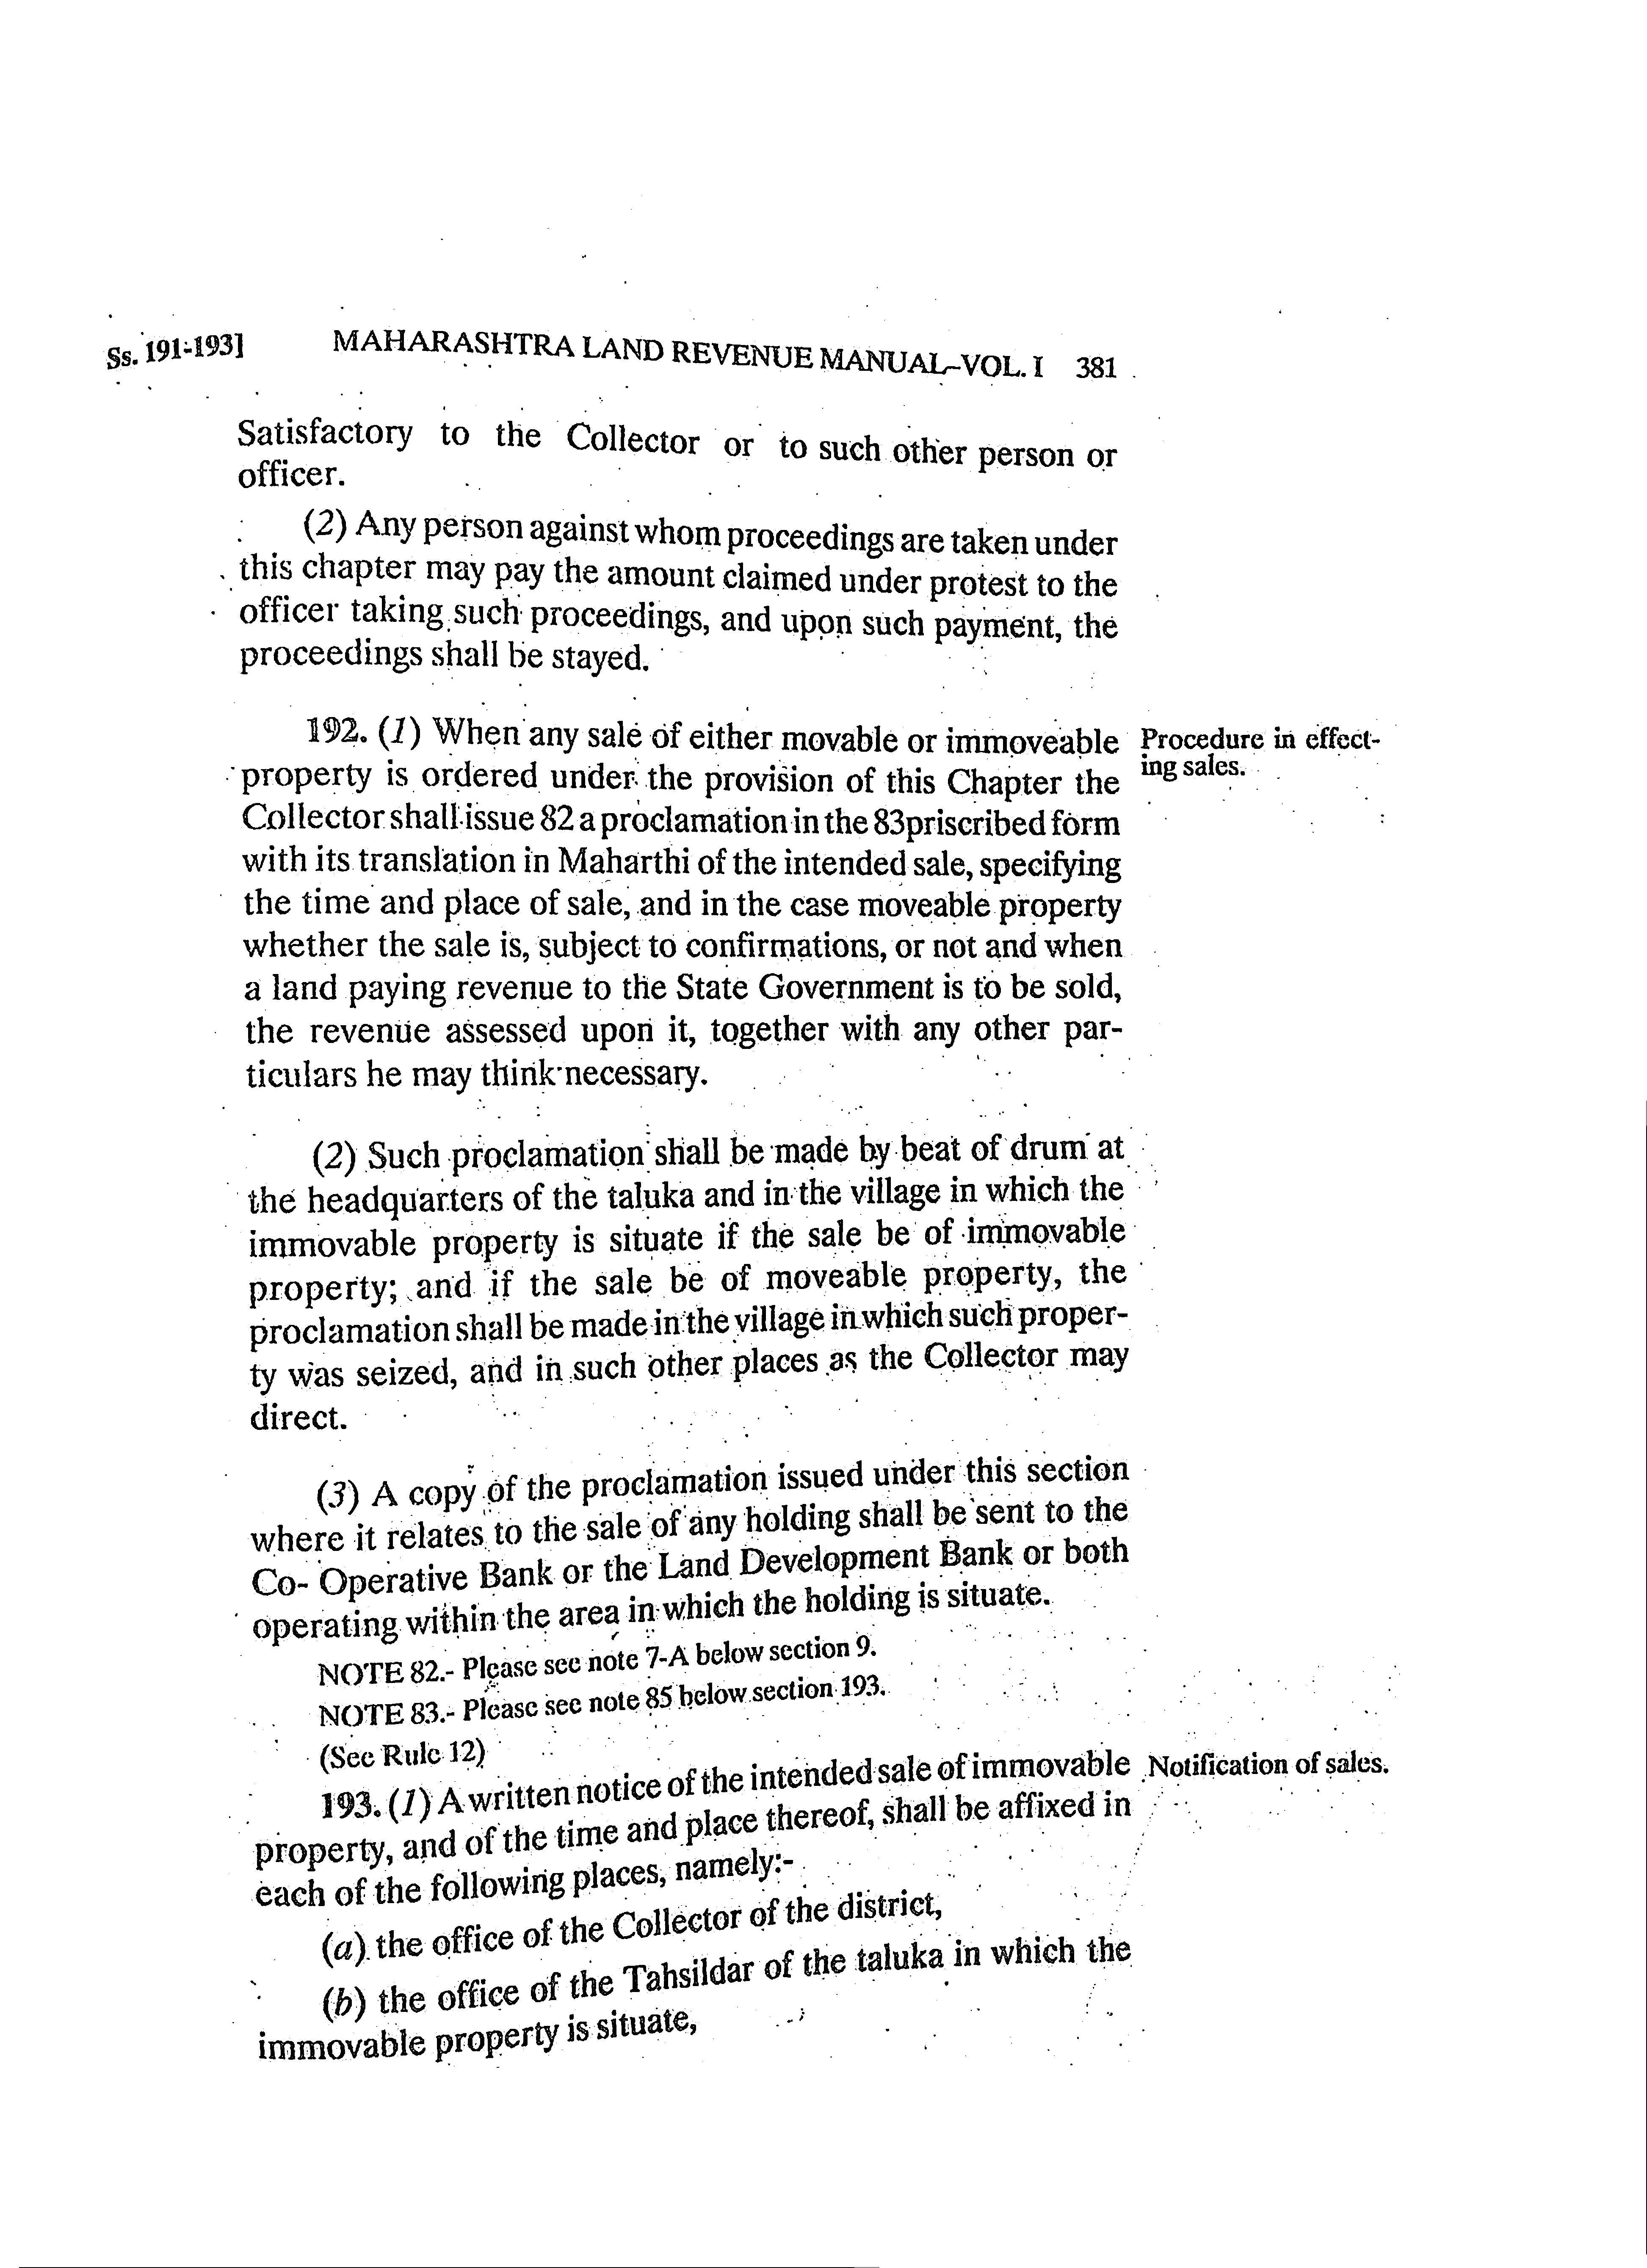 Ss. 191-193] MAHARASHTRA LAND REVENUE MANUAL-VOL. I 381
Satisfactory to the Collector or to such other person or
officer.
(2) Any person against whom proceedings are taken under
this chapter may pay the amount claimed under protest to the
officer taking such proceedings, and upon such payment, the
proceedings shall be stayed.
192. (1) When any sale of either movable or immoveable
Procedure in effect-
ing sales.
property is ordered under the provision of this Chapter the
Collector shall issue 82 a proclamation in the 83priscribed form
with its translation in Maharthi of the intended sale, specifying
the time and place of sale, and in the case moveable property
whether the sale is, subject to confirmations, or not and when
a land paying revenue to the State Government is to be sold,
the revenue assessed upon it, together with any other par-
ticulars he may think necessary.
(2) Such proclamation shall be made by beat of drum at
the headquarters of the taluka and in the village in which the
immovable property is situate if the sale be of immovable
property; and if the sale be of moveable property, the
proclamation shall be made in the village in which such proper-
ty was seized, and in such other places as the Collector may
direct.
(3) A copy of the proclamation issued under this section
where it relates to the sale of any holding shall be sent to the
Co- Operative Bank or the Land Development Bank or both
operating within the area in which the holding is situate.
NOTE 82.- Please see note 7-A below section 9.
NOTE 83.- Please see note 85 below section 193.
(See Rule 12)
193. (1) A written notice of the intended sale of immovable
Notification of sales.
property, and of the time and place thereof, shall be affixed in
each of the following places, namely:-
(a) the office of the Collector of the district,
(b) the office of the Tahsildar of the taluka in which the
immovable property is situate,